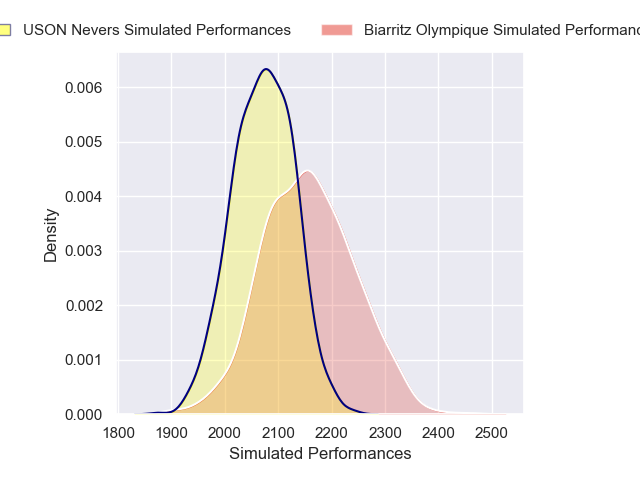 USON Nevers Simulated Performances
Biarritz Olympique Simulated Performanc
0.006
0.005
0.004
0.003
0.002
0.001
0.000
Density
1800 1900 2000 2100 2200 2300 2400 2500
Simulated Performances